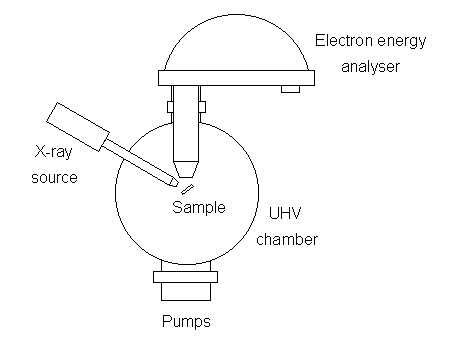 Electron energy
analyser
X-ray
source
Sample
UHV
chamber
Pumps